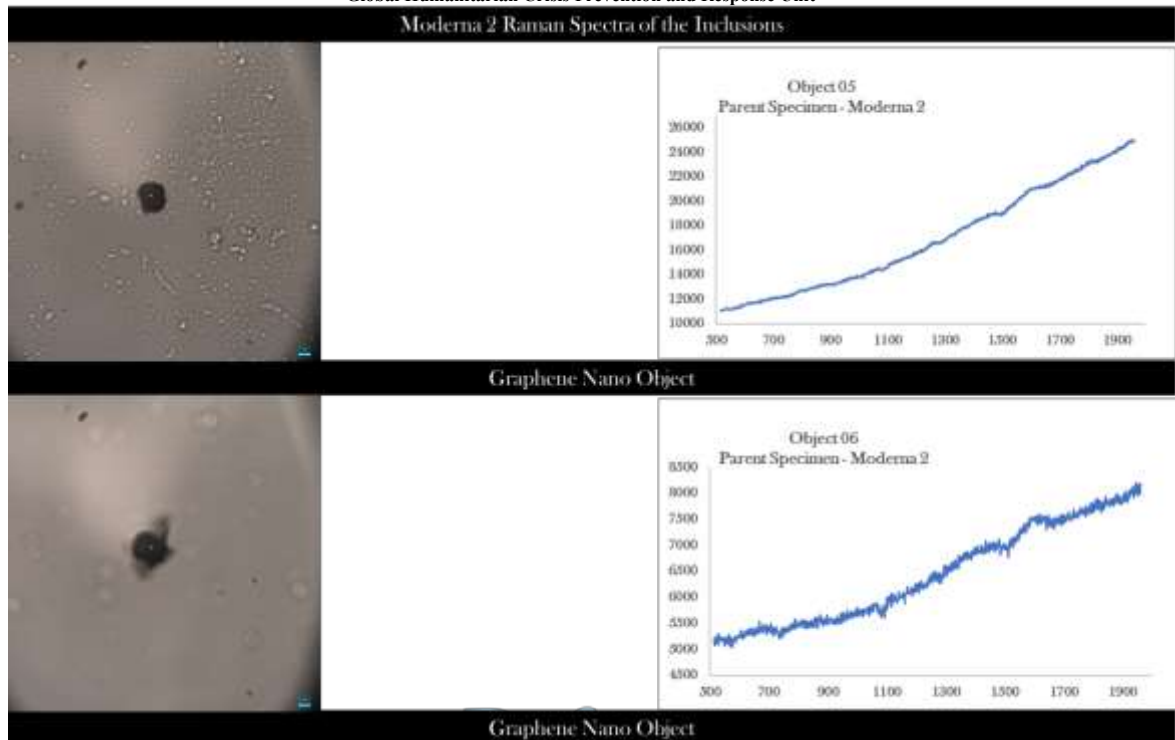 Global Humanitarian Crisis Prevention and Response Unit
Moderna 2 Raman Spectra of the Inclusions
Object 05
Parent Specimen - Moderna 2
26000
24000
22000
20000
18000
16000
14000
12000
10000
500 700 900 1100 1300 1500 1700 1900
Graphene Nano Object
Object 06
Parent Specimen - Moderna 2
8500
8000
7500
7000
6500
6000
5500
5000
4500
500 700 900 1100 1300 1500 1700 1900
Graphene Nano Object